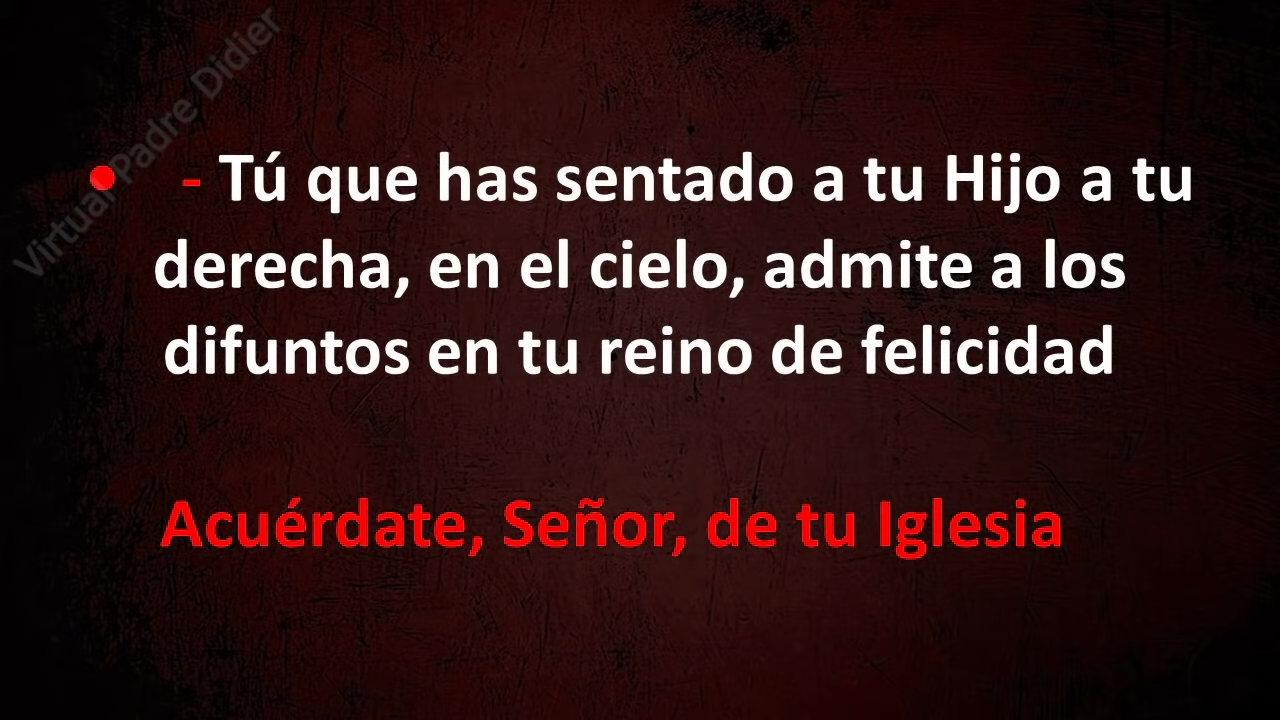 Virtual Padre Didier
• - Tú que has sentado a tu Hijo a tu
derecha, en el cielo, admite a los
difuntos en tu reino de felicidad
Acuérdate, Señor, de tu Iglesia